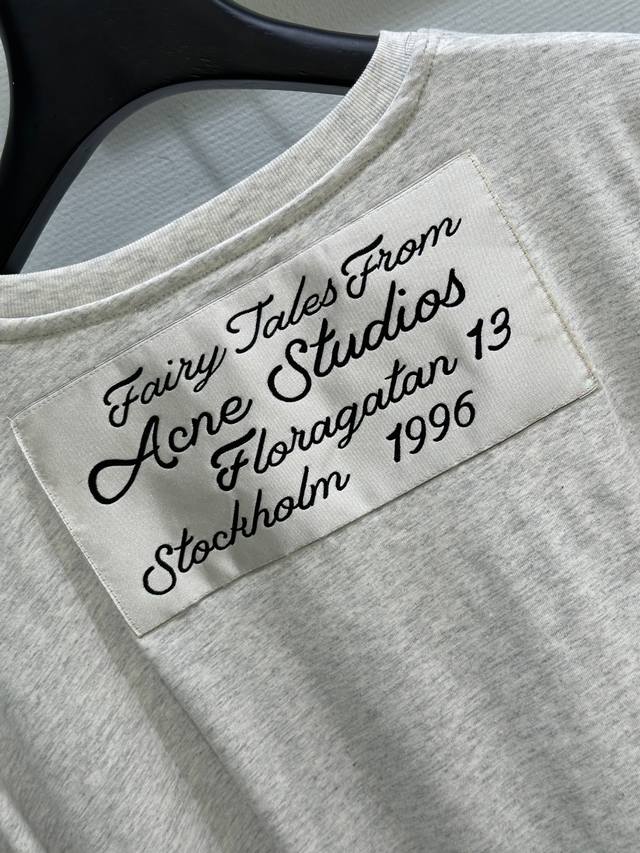 Fairy Tales From
Acne Studios
Floragatan 13
Stockholm 1996